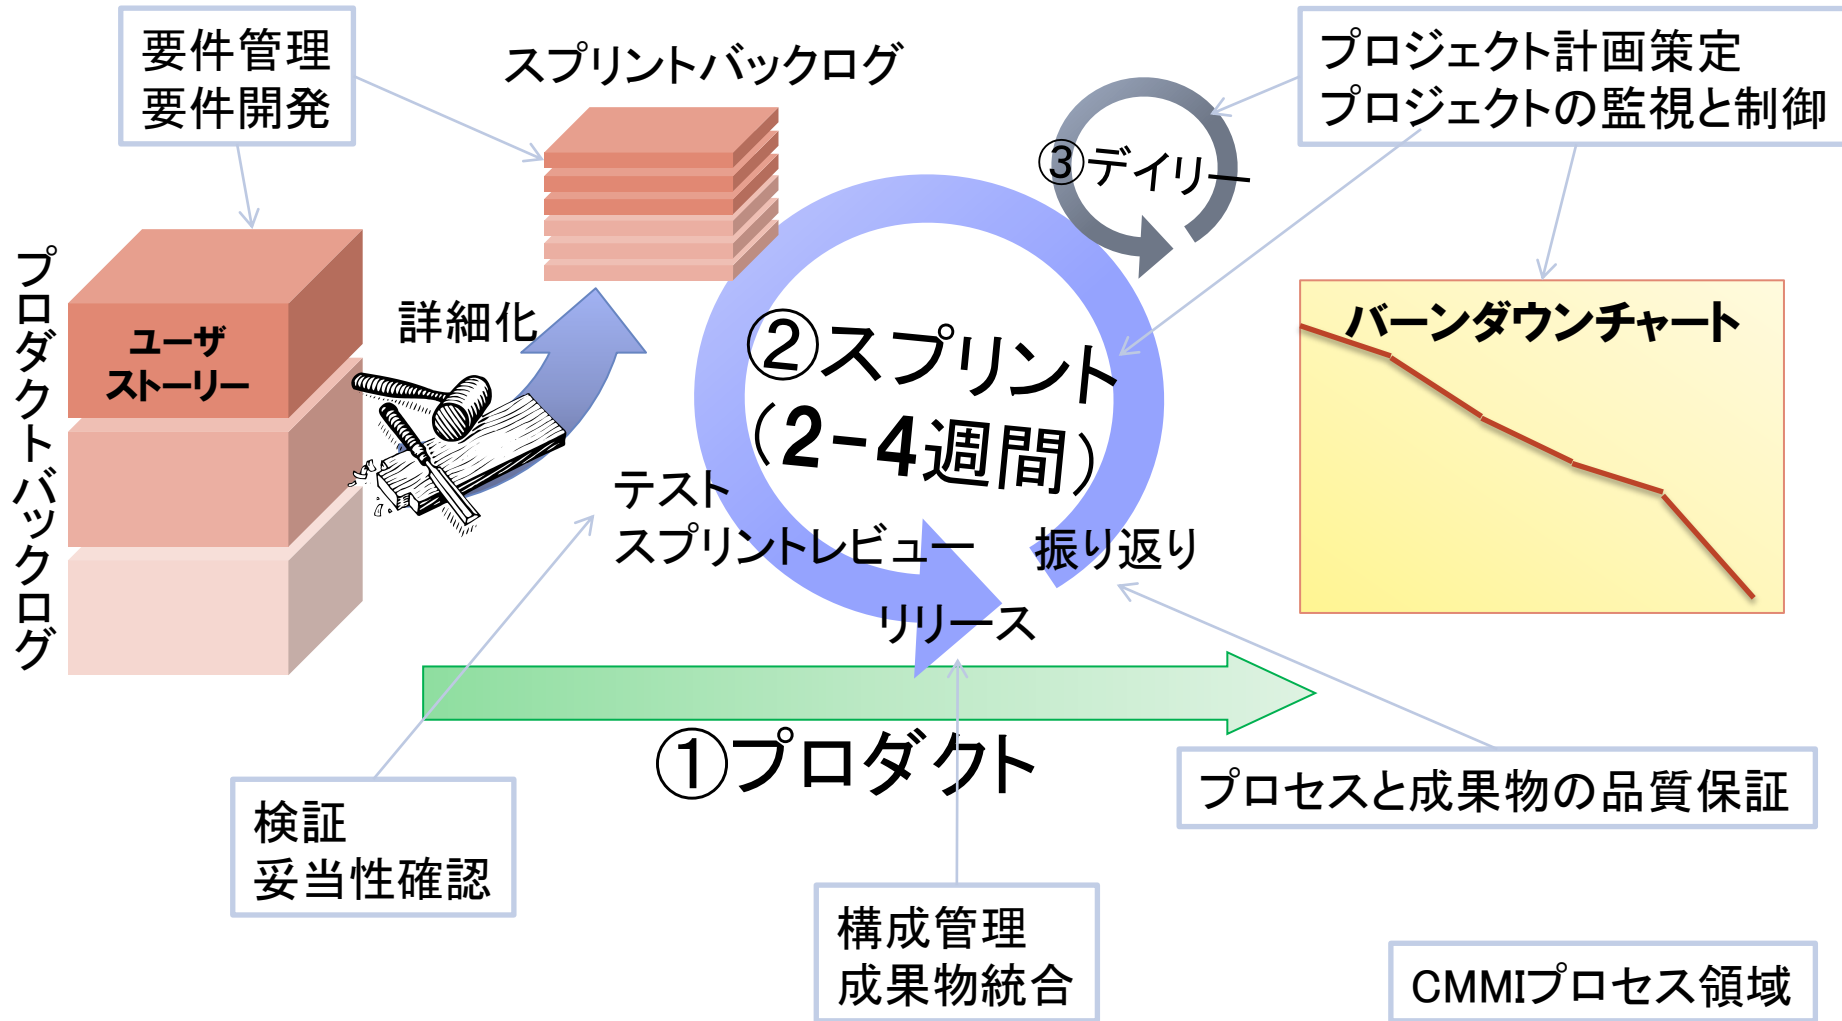 要件管理
要件開発
スプリントバックログ
プロジェクト計画策定
プロジェクトの監視と制御
③デイリー
プロダクトバックログ
ユーザ
ストーリー
詳細化
②スプリント
（2-4週間）
バーンダウンチャート
テスト
スプリントレビュー
振り返り
リリース
①プロダクト
検証
妥当性確認
プロセスと成果物の品質保証
構成管理
成果物統合
CMMIプロセス領域